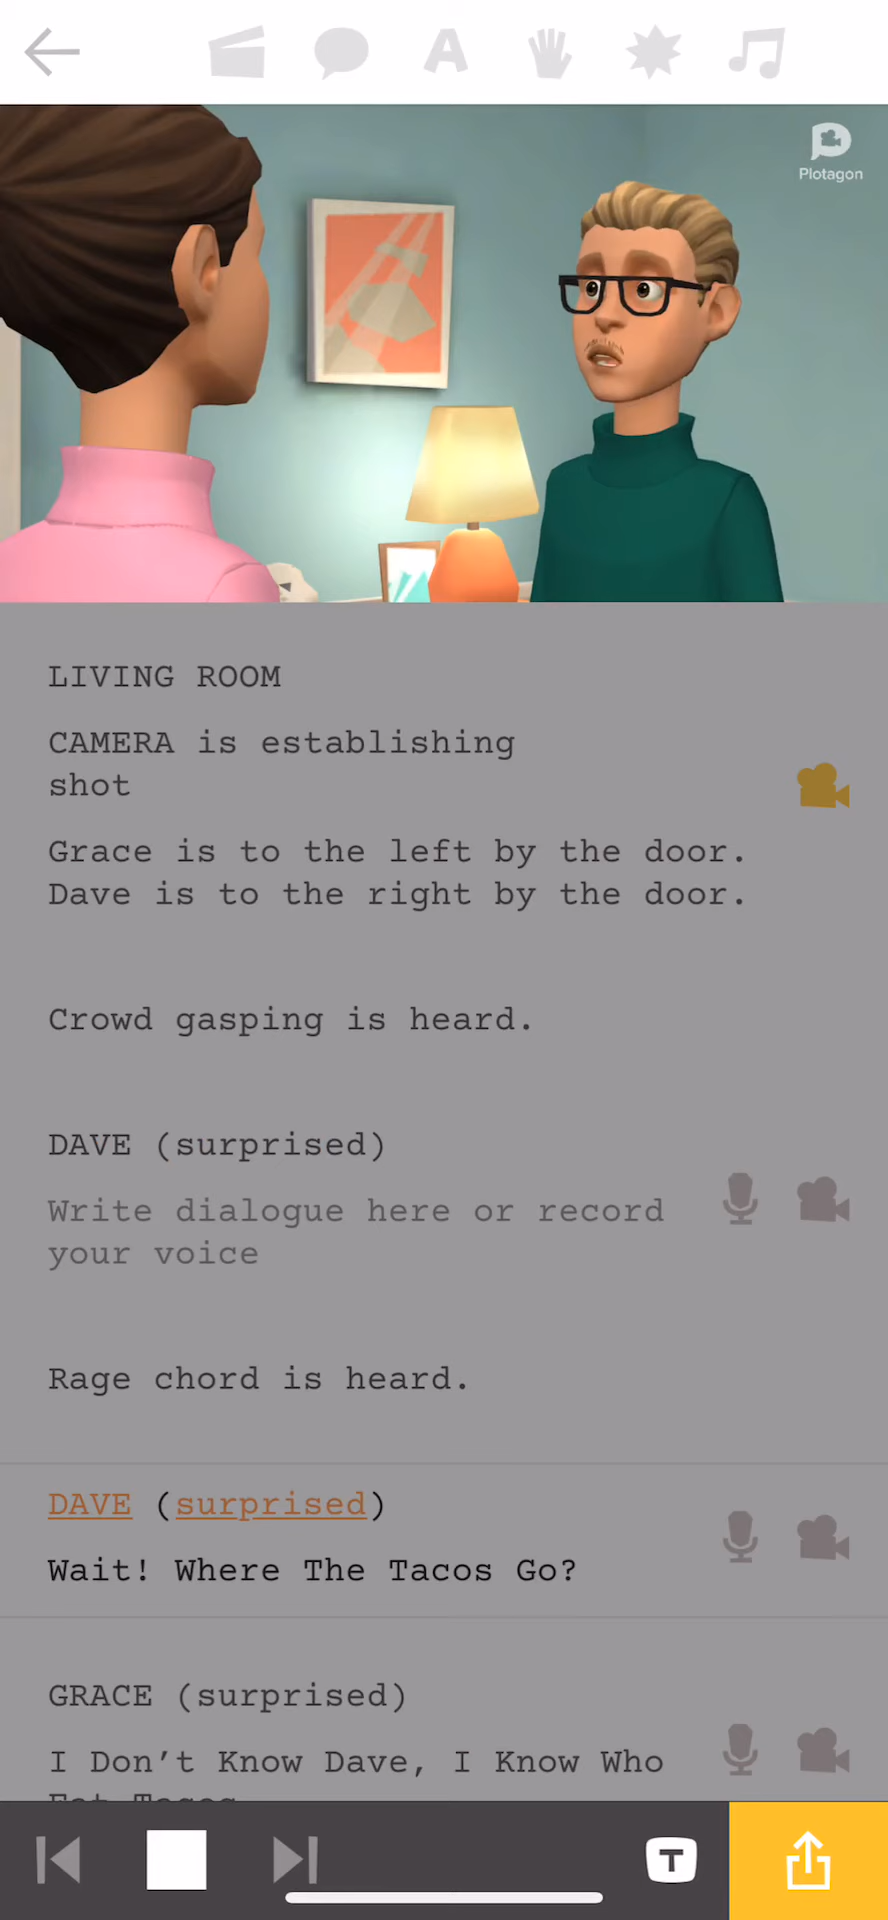 A
Plotagon
LIVING ROOM
CAMERA is establishing
shot
Grace is to the left by the door.
Dave is to the right by the door.
Crowd gasping is heard.
DAVE (surprised)
Write dialogue here or record
your voice
Rage chord is heard.
DAVE (surprised)
Wait! Where The Tacos Go?
GRACE (surprised)
I Don’t Know Dave, I Know Who
Eat Tacos
T